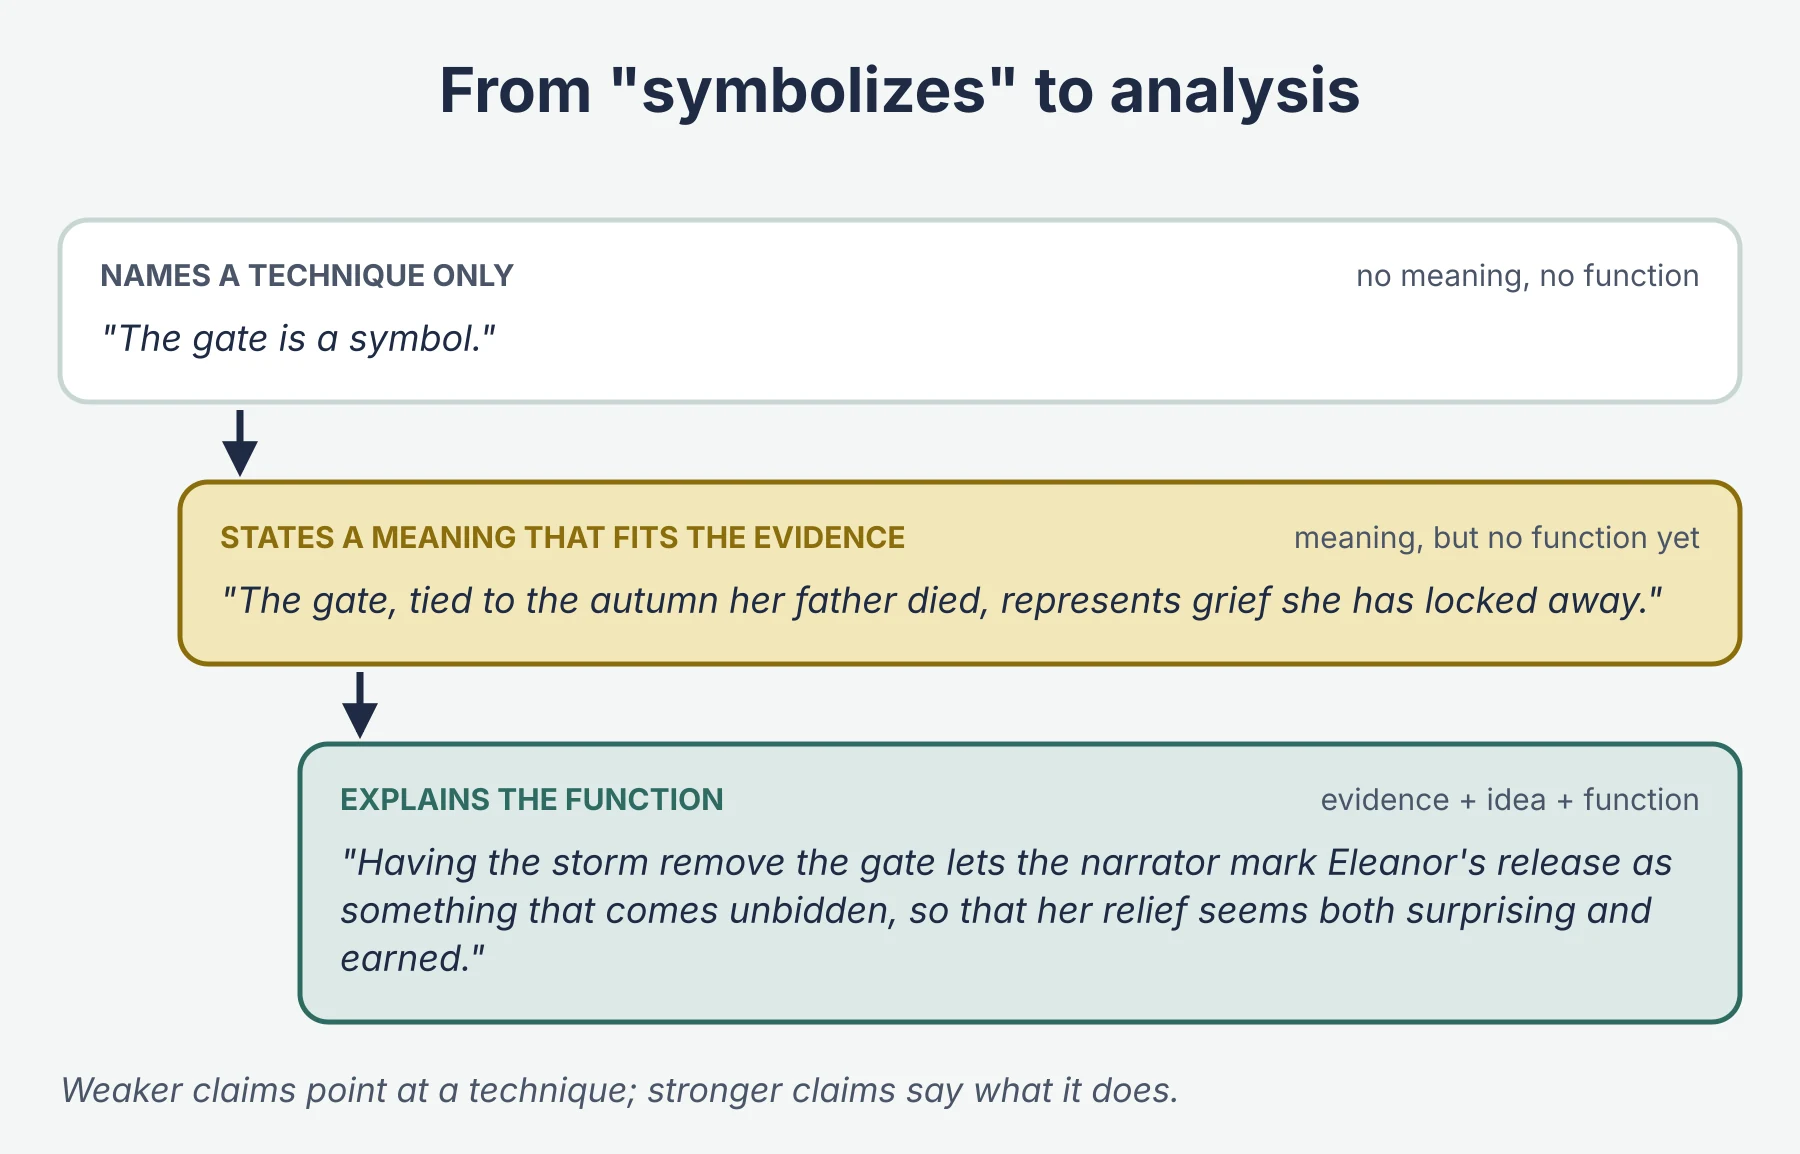 From "symbolizes" to analysis
NAMES A TECHNIQUE ONLY
no meaning, no function
"The gate is a symbol."
STATES A MEANING THAT FITS THE EVIDENCE
meaning, but no function yet
"The gate, tied to the autumn her father died, represents grief she has locked away."
EXPLAINS THE FUNCTION
evidence + idea + function
"Having the storm remove the gate lets the narrator mark Eleanor's release as
something that comes unbidden, so that her relief seems both surprising and
earned."
Weaker claims point at a technique; stronger claims say what it does.